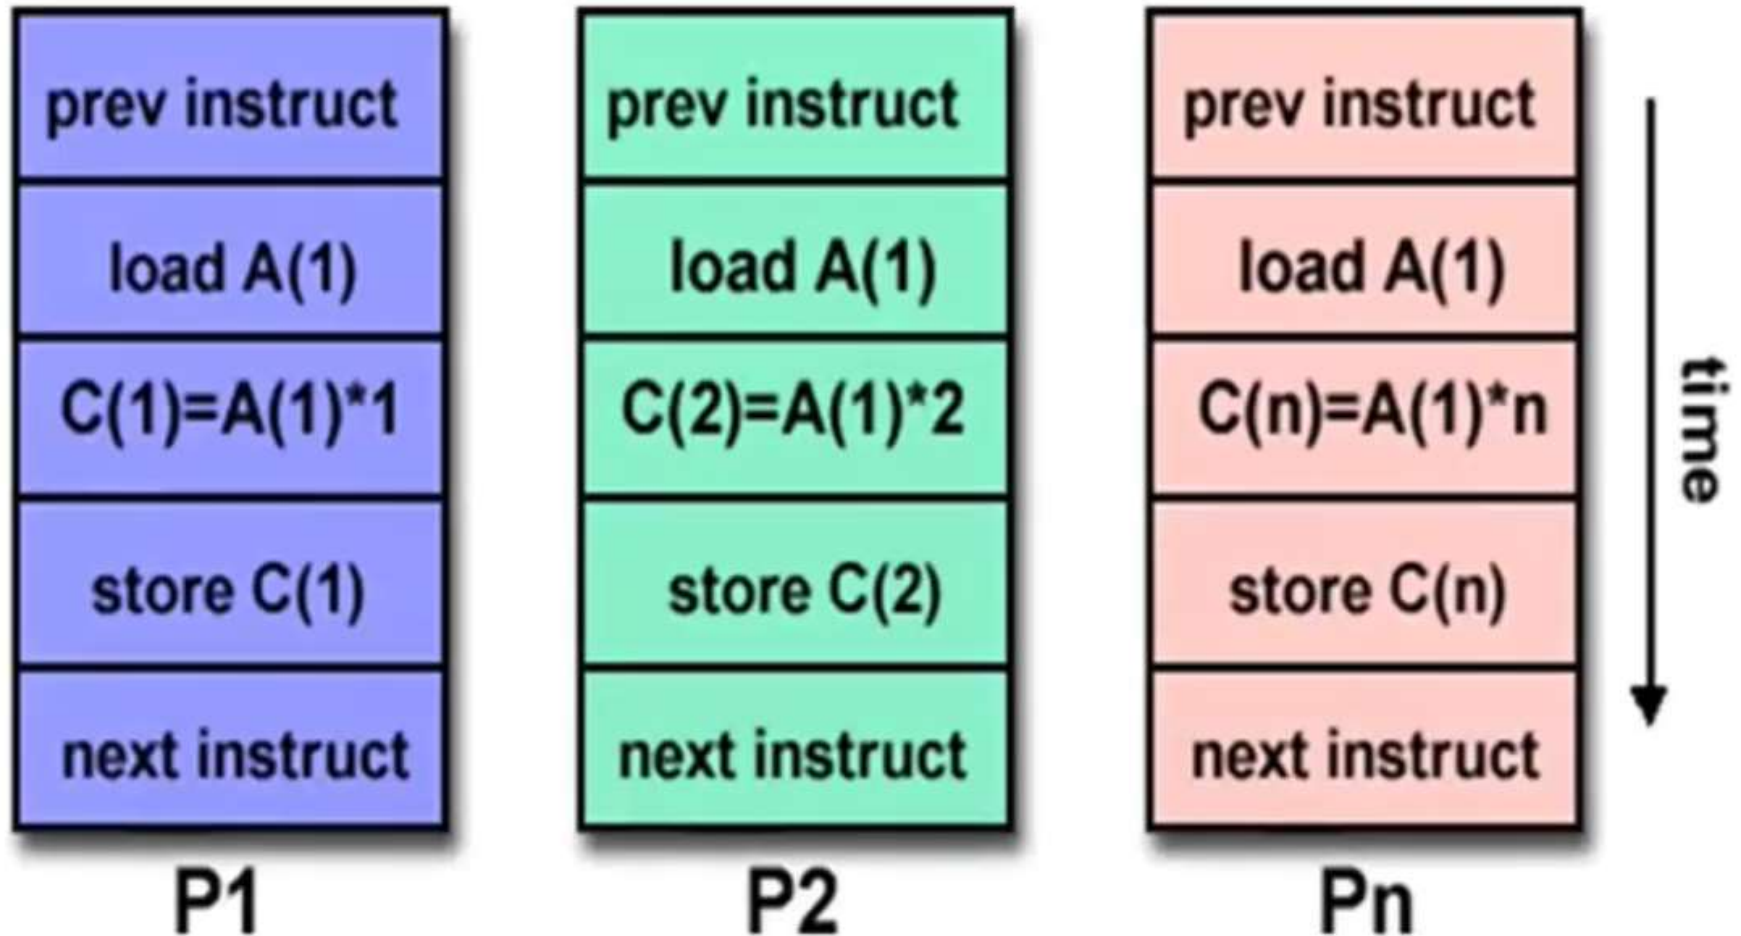 prev instruct
load A(1)
C(1)=A(1)*1
store C(1)
next instruct
P1
prev instruct
load A(1)
C(2)=A(1)*2
store C(2)
next instruct
P2
prev instruct
load A(1)
C(n)=A(1)*n
store C(n)
next instruct
Pn
time